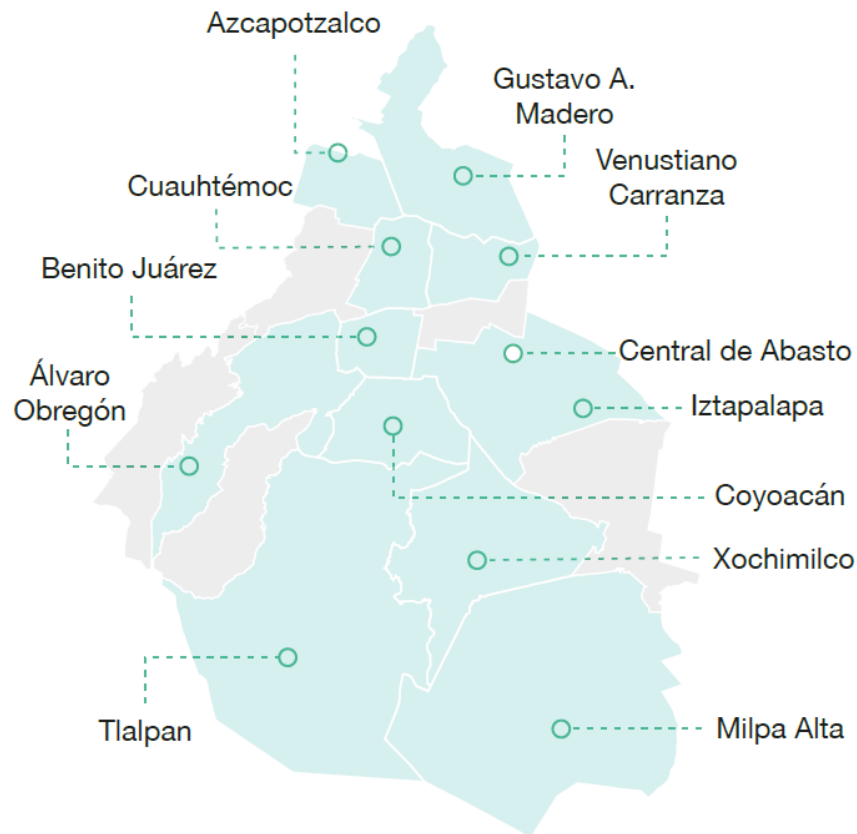 Azcapotzalco
Gustavo A.
Madero
Venustiano
Carranza
Cuauhtémoc
Benito Juárez
Central de Abasto
Álvaro
Obregón
Iztapalapa
Coyoacán
Xochimilco
Tlalpan
Milpa Alta